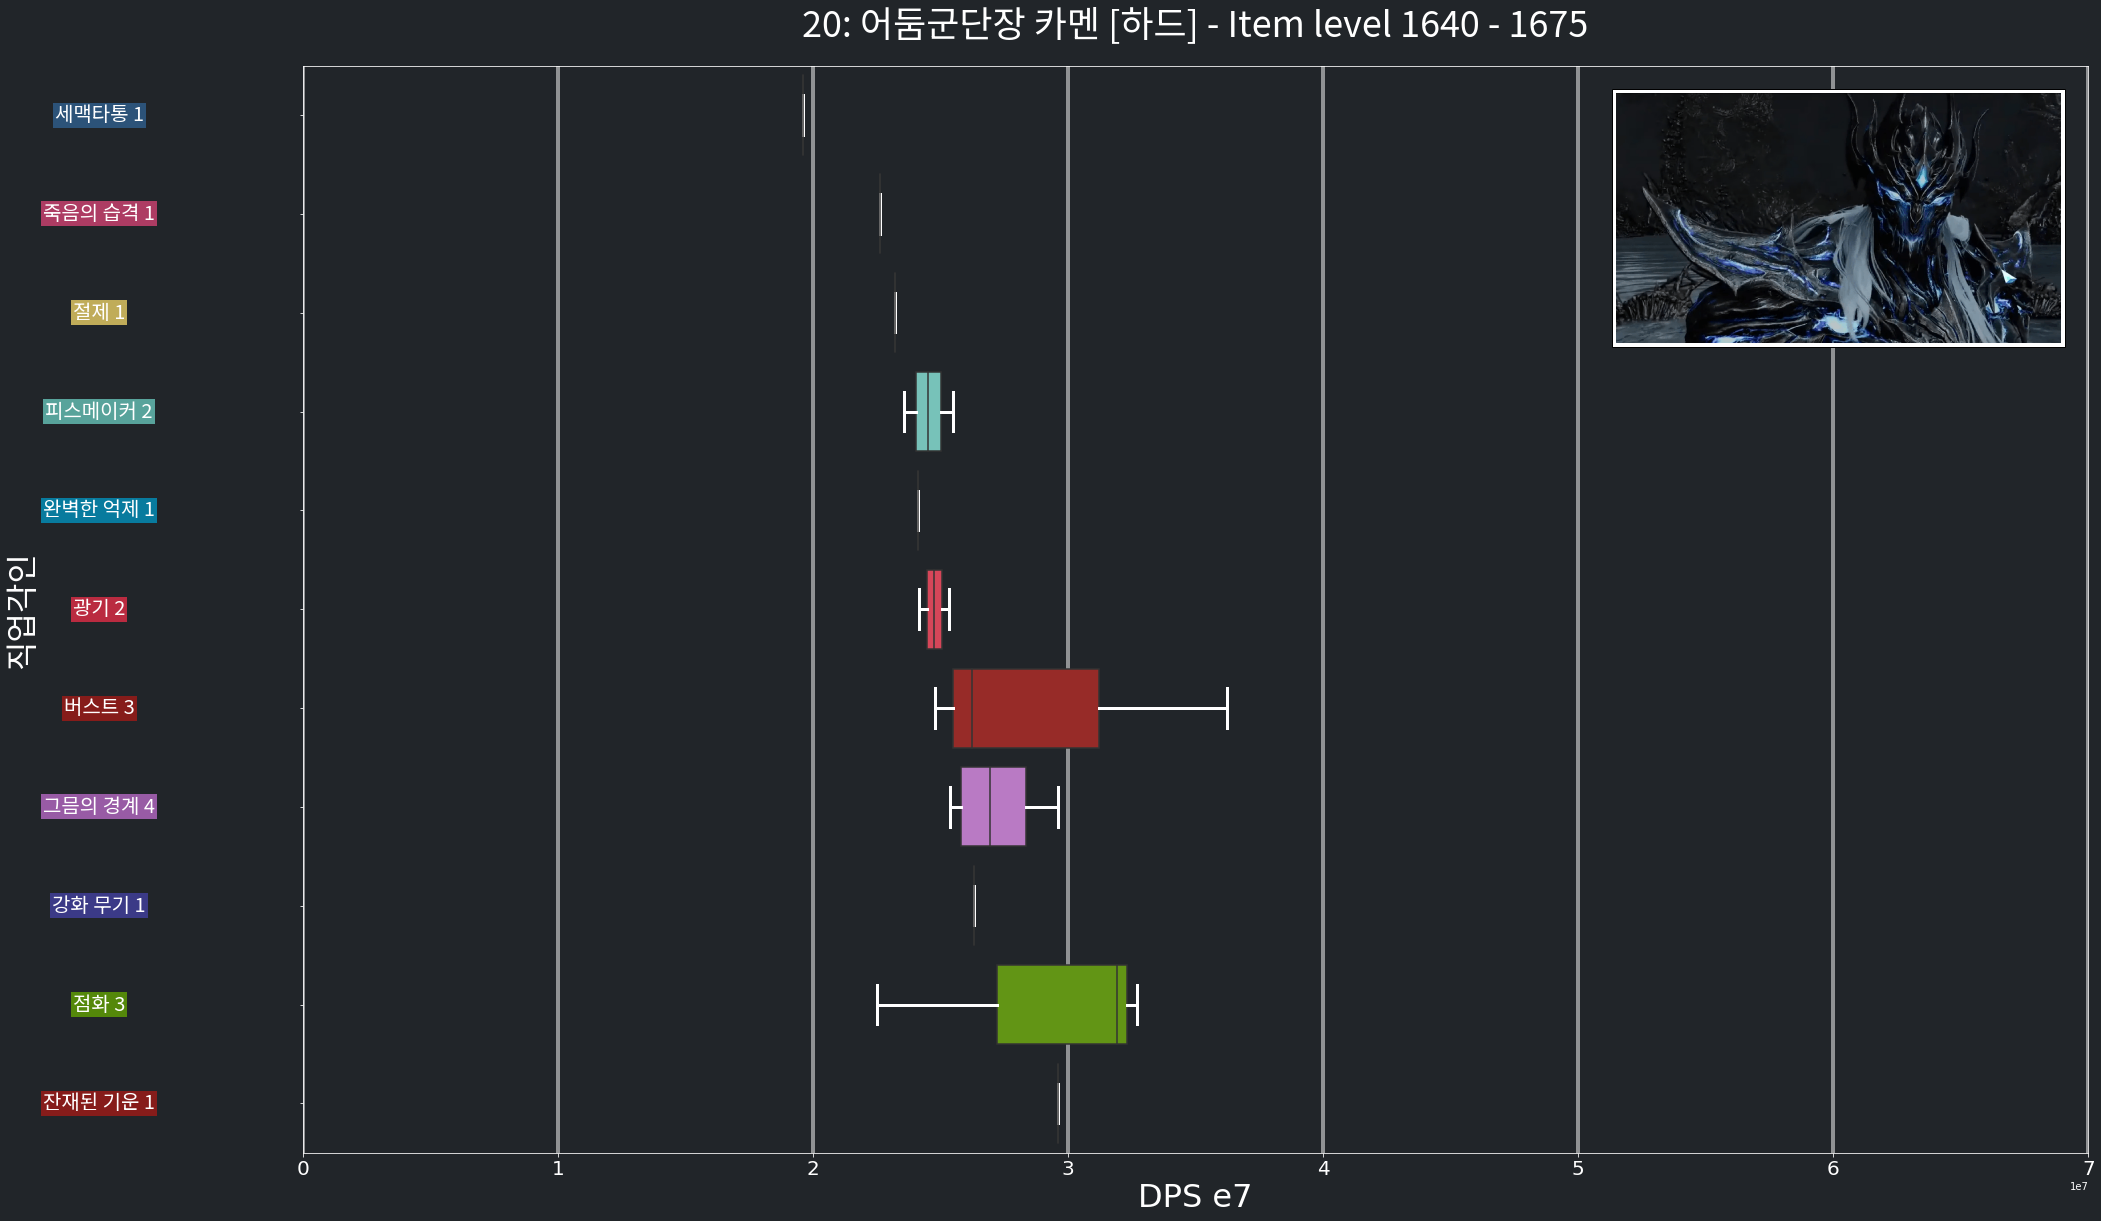 20: 어둠군단장 카멘 [하드] - Item level 1640 - 1675
직업각인
세맥타통 1
죽음의 습격 1
절제 1
피스메이커 2
완벽한 억제 1
광기 2
버스트 3
그믐의 경계 4
강화 무기 1
점화 3
잔재된 기운 1
0 1 2 3 4 5 6 7
1e7
DPS e7